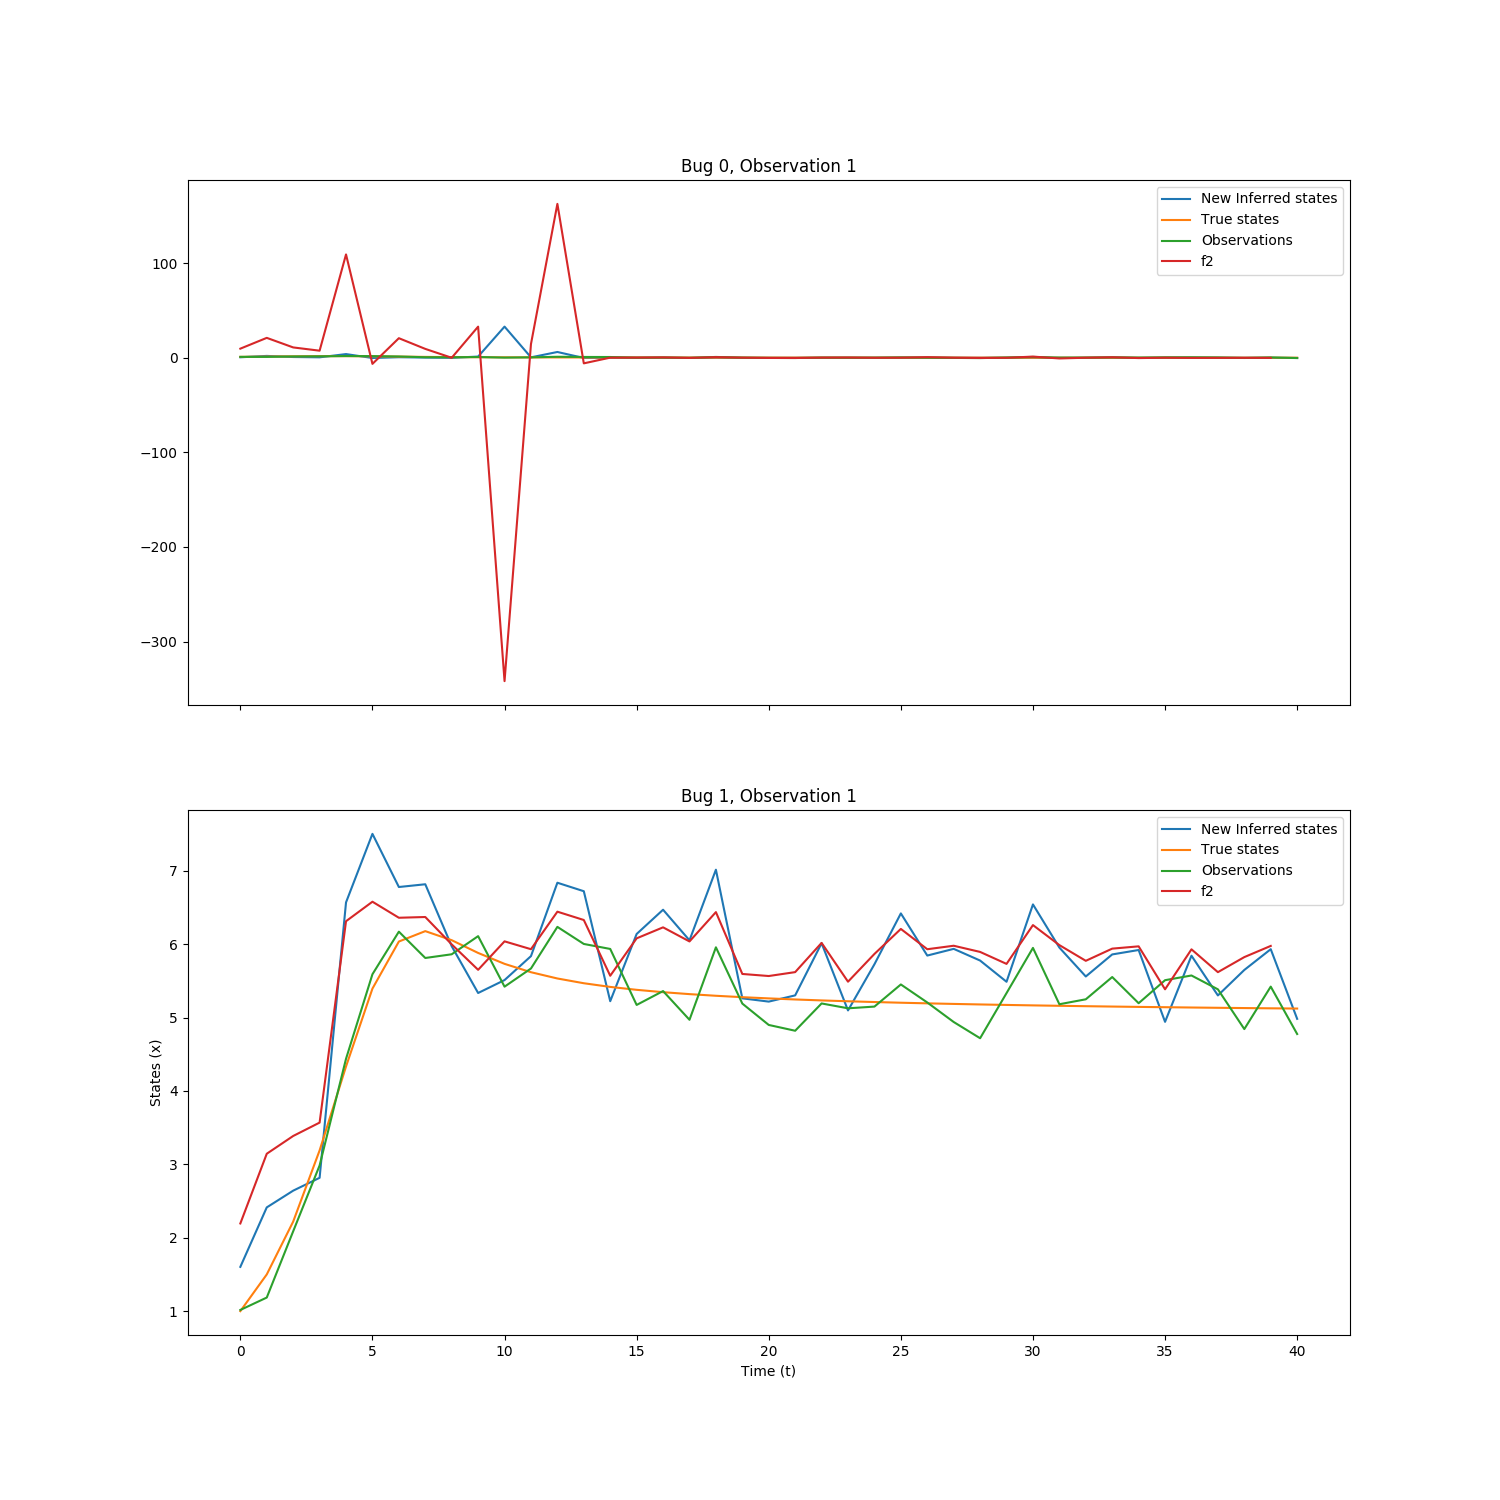 Bug 0, Observation 1
New Inferred states
True states
Observations
f2
100
0
−100
−200
−300
Bug 1, Observation 1
New Inferred states
True states
Observations
f2
7
6
5
4
3
2
1
States (x)
0 5 10 15 20 25 30 35 40
Time (t)